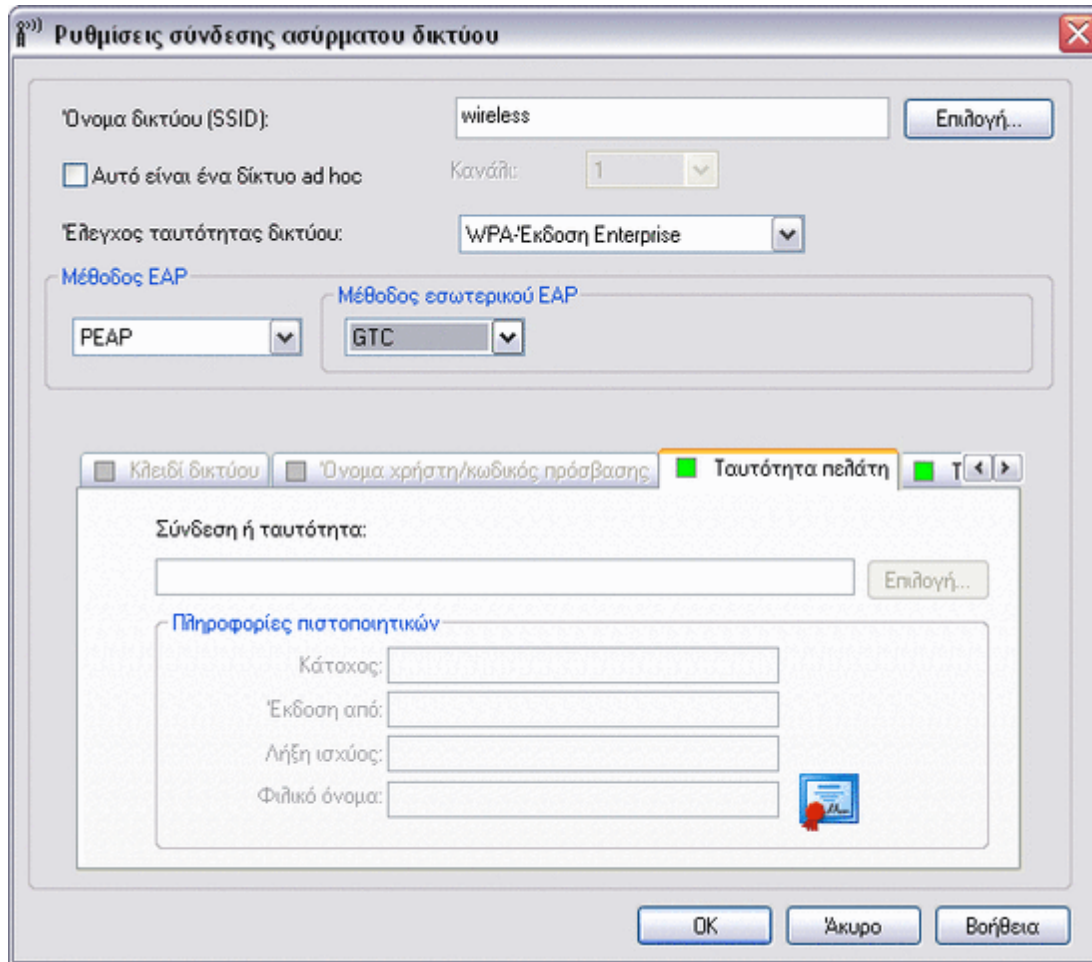 Ρυθμίσεις σύνδεσης ασύρματου δικτύου
Όνομα δικτύου (SSID): wireless Επιλογή...
Αυτό είναι ένα δίκτυο ad hoc Κανάλι: 1
Έλεγχος ταυτότητας δικτύου: WPA-Έκδοση Enterprise
Μέθοδος EAP
Μέθοδος εσωτερικού EAP
PEAP GTC
Κλειδί δικτύου Όνομα χρήστη/κωδικός πρόσβασης Ταυτότητα πελάτη Τ
Σύνδεση ή ταυτότητα:
Επιλογή...
Πληροφορίες πιστοποιητικών
Κάτοχος:
Έκδοση από:
Λήξη ισχύος:
Φιλικό όνομα:
OK Άκυρο Βοήθεια